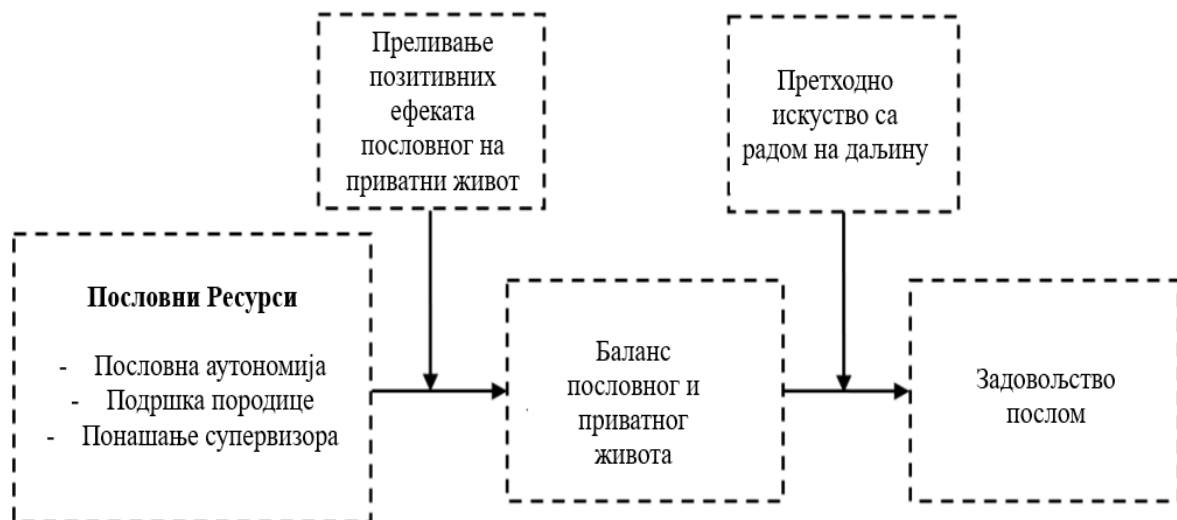 Преливање
позитивних
ефеката
пословног на
приватни живот
Претходно
искуство са
радом на даљину
Пословни Ресурси
- Пословна аутономија
- Подршка породице
- Понашање супервизора
Баланс
пословног и
приватног
живота
Задовољство
послом